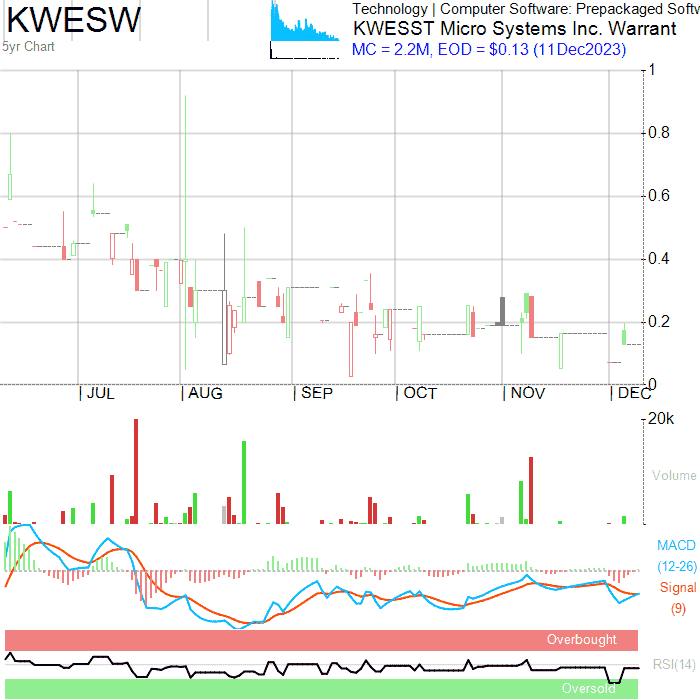 KWESW
5yr Chart
Technology | Computer Software: Prepackaged Softw
KWESST Micro Systems Inc. Warrant
MC = 2.2M, EOD = $0.13 (11Dec2023)
1
0.8
0.6
0.4
0.2
0
| JUL | AUG | SEP | OCT | NOV | DEC
20k
Volume
MACD
(12-26)
Signal
(9)
Overbought
RSI(14)
Oversold